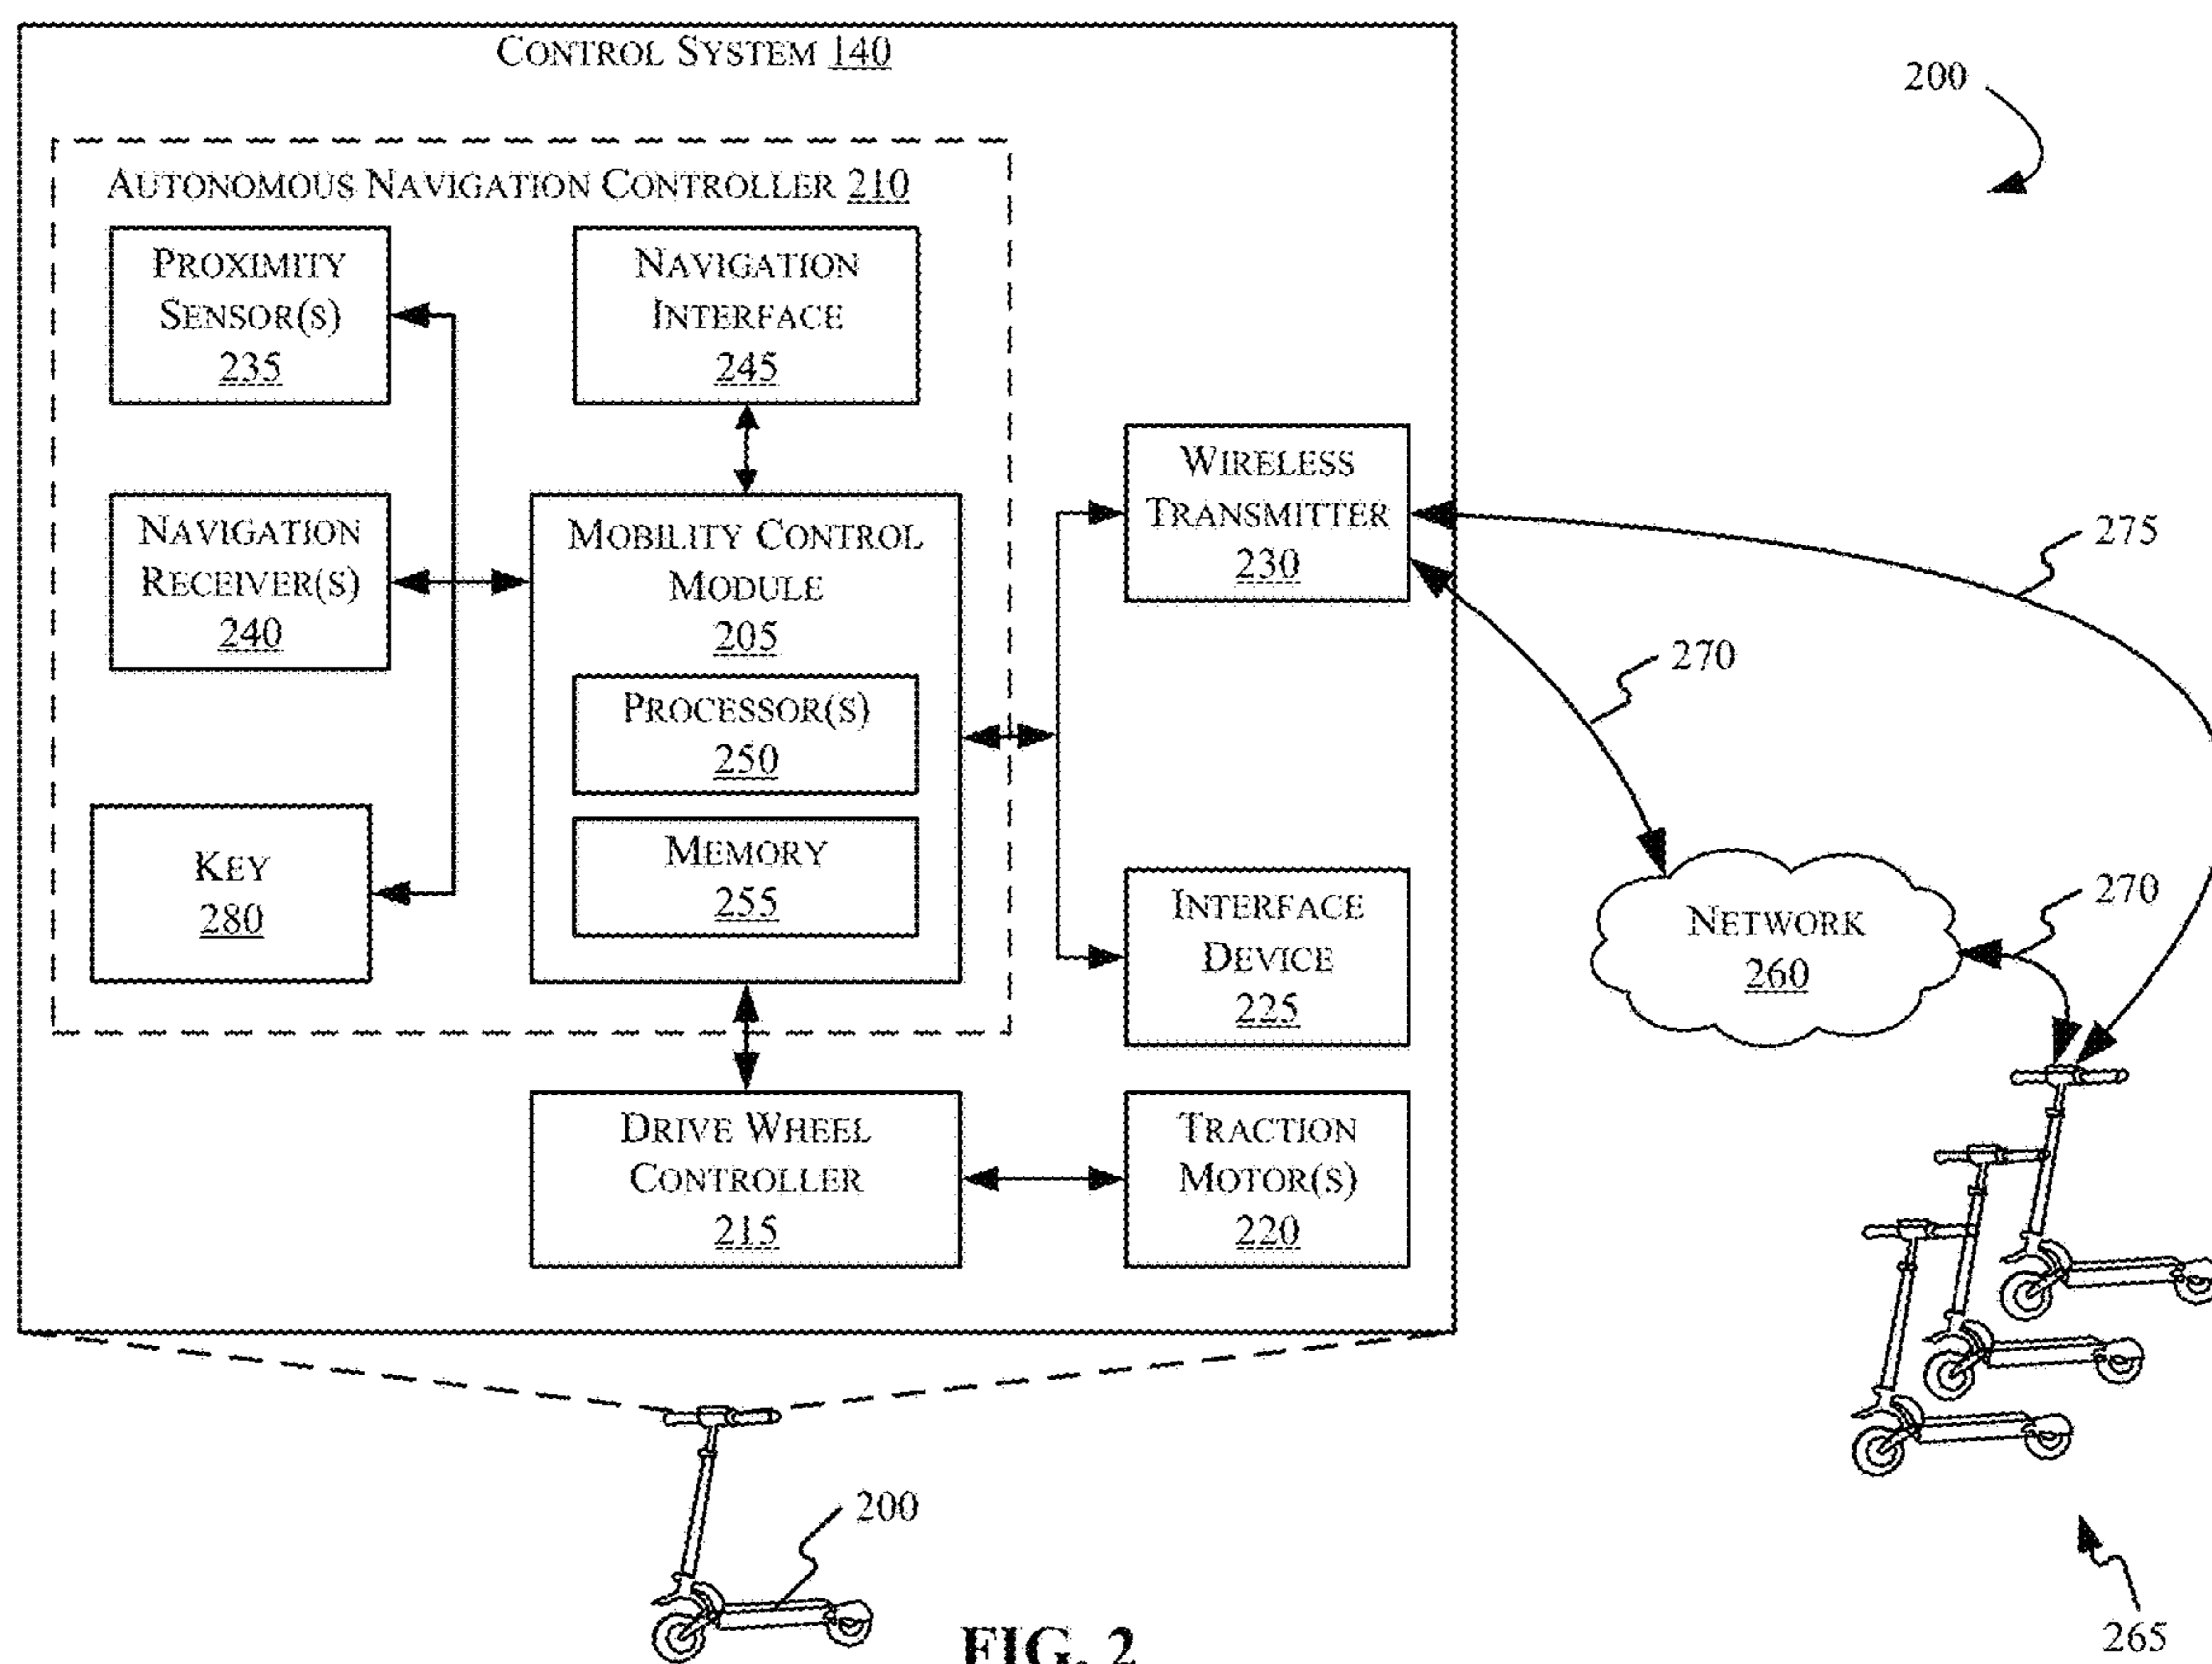 CONTROL SYSTEM 140
200
AUTONOMOUS NAVIGATION CONTROLLER 210
PROXIMITY
SENSOR(S)
235
NAVIGATION
INTERFACE
245
NAVIGATION
RECEIVER(S)
240
MOBILITY CONTROL
MODULE
205
PROCESSOR(S)
250
MEMORY
255
KEY
280
WIRELESS
TRANSMITTER
230
275
270
INTERFACE
DEVICE
225
NETWORK
260
270
DRIVE WHEEL
CONTROLLER
215
TRACTION
MOTOR(S)
220
200
265
FIG. 2